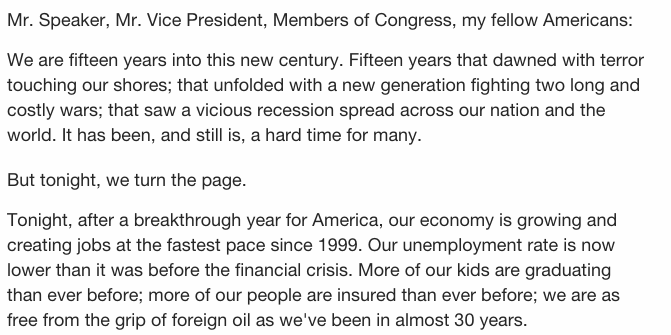 Mr. Speaker, Mr. Vice President, Members of Congress, my fellow Americans:
We are fifteen years into this new century. Fifteen years that dawned with terror
touching our shores; that unfolded with a new generation fighting two long and
costly wars; that saw a vicious recession spread across our nation and the
world. It has been, and still is, a hard time for many.
But tonight, we turn the page.
Tonight, after a breakthrough year for America, our economy is growing and
creating jobs at the fastest pace since 1999. Our unemployment rate is now
lower than it was before the financial crisis. More of our kids are graduating
than ever before; more of our people are insured than ever before; we are as
free from the grip of foreign oil as we've been in almost 30 years.